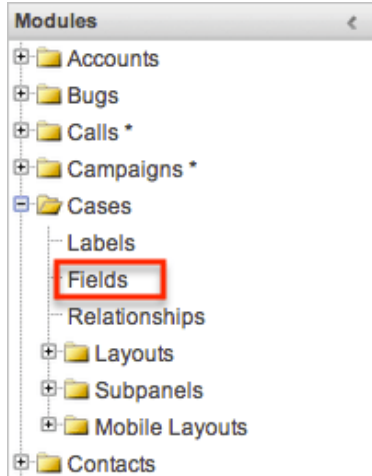 Modules
Accounts
Bugs
Calls *
Campaigns *
Cases
Labels
Fields
Relationships
Layouts
Subpanels
Mobile Layouts
Contacts